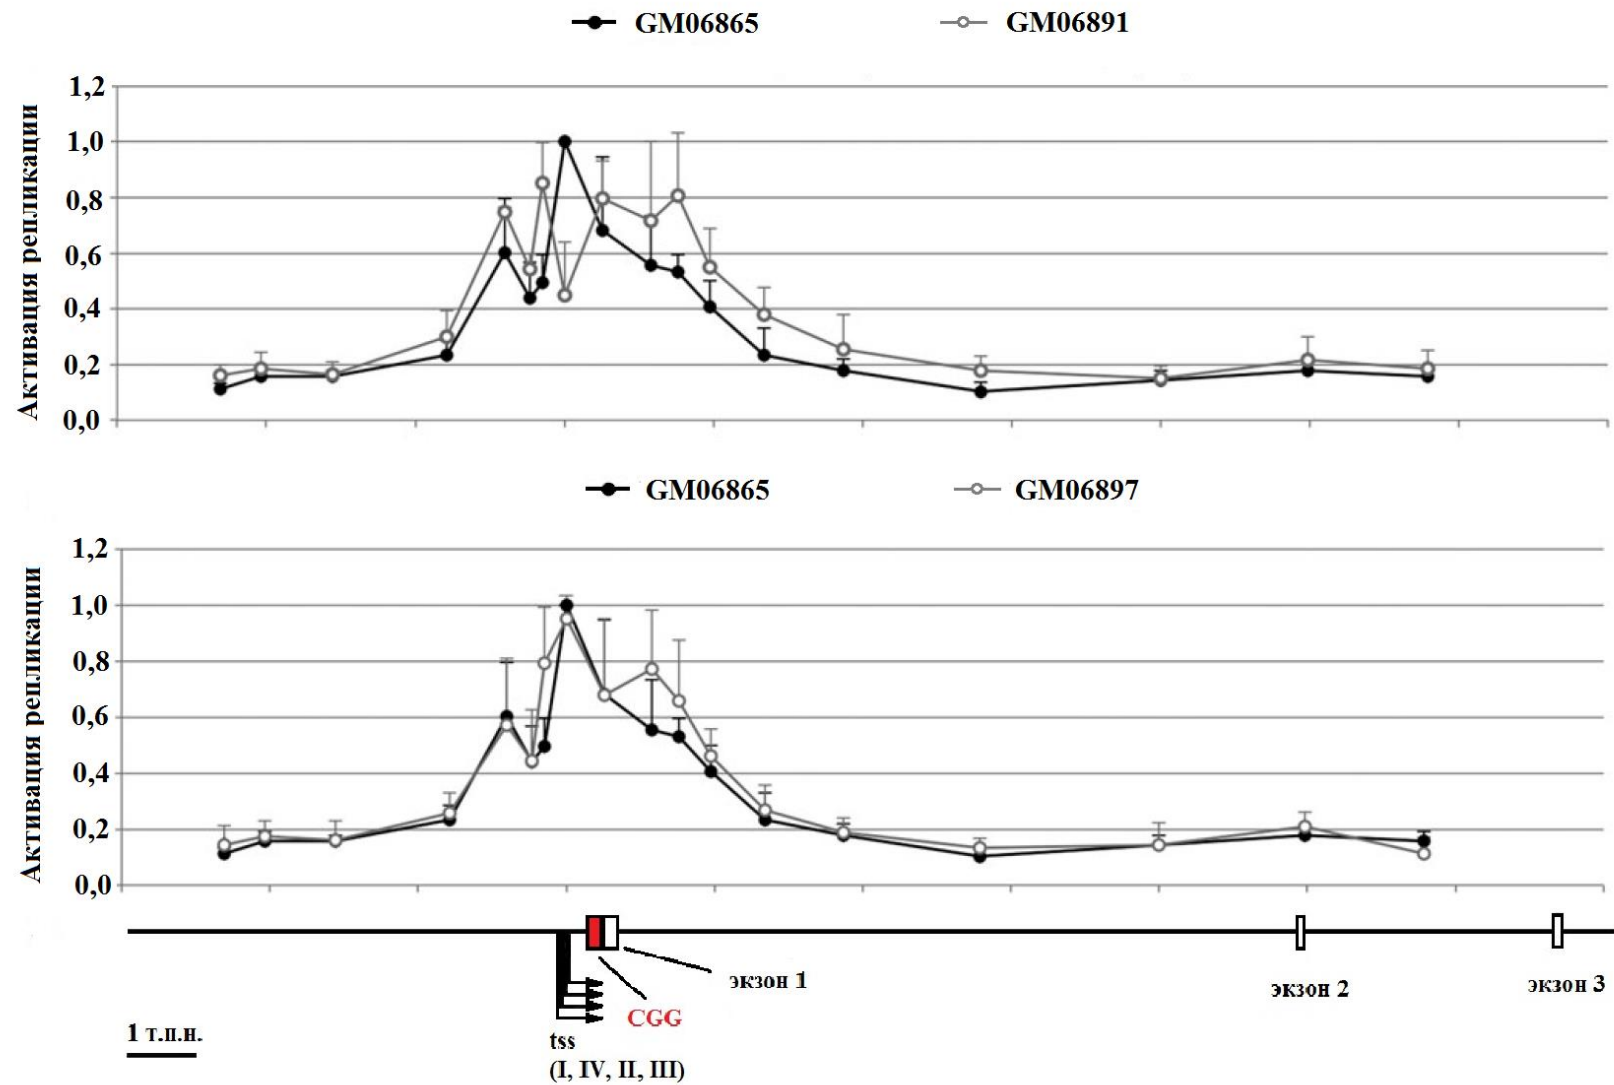 GM06865 GM06891
Активация репликации
1,2
1,0
0,8
0,6
0,4
0,2
0,0
GM06865 GM06897
Активация репликации
1,2
1,0
0,8
0,6
0,4
0,2
0,0
экзон 1
экзон 2
экзон 3
CGG
1 т.п.н.
tss
(I, IV, II, III)